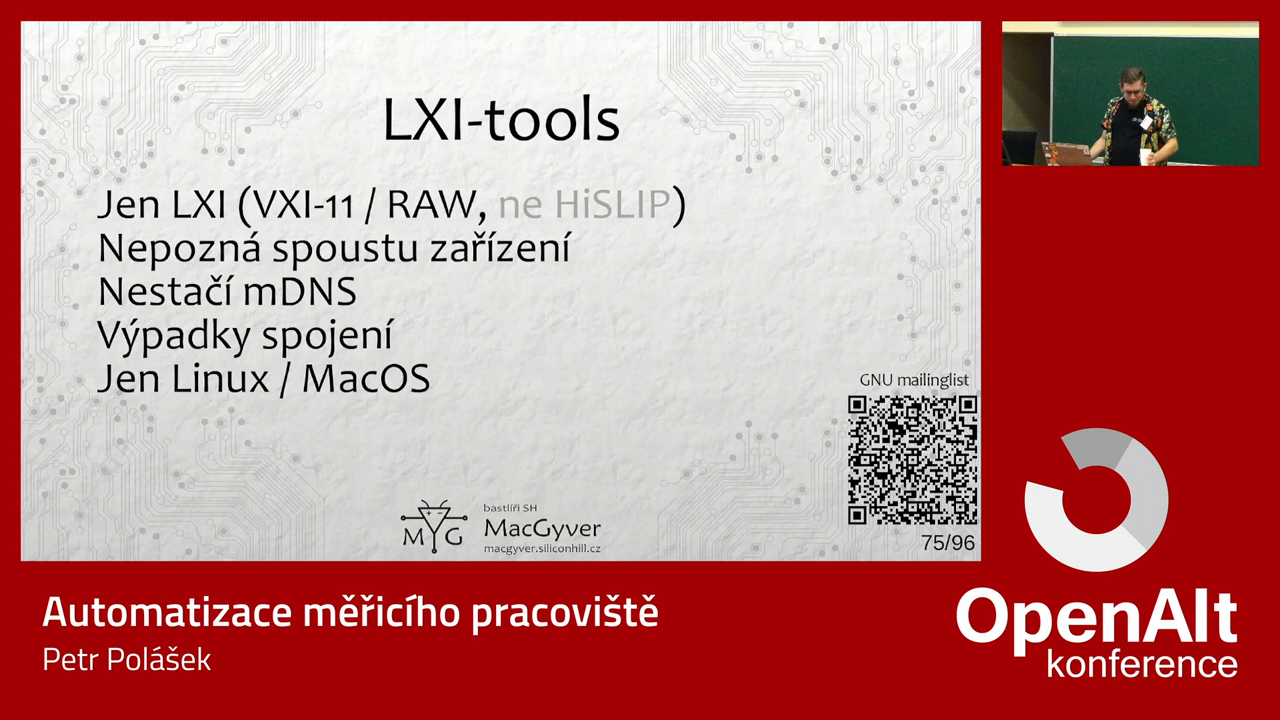 LXI-tools
Jen LXI (VXI-11 / RAW, ne HiSLIP)
Nepozná spoustu zařízení
Nestačí mDNS
Výpadky spojení
Jen Linux / MacOS
GNU mailinglist
75/96
M G
bastlíři SH
MacGyver
macgyver.siliconhill.cz
Automatizace měřicího pracoviště
Petr Polášek
OpenAlt
konference